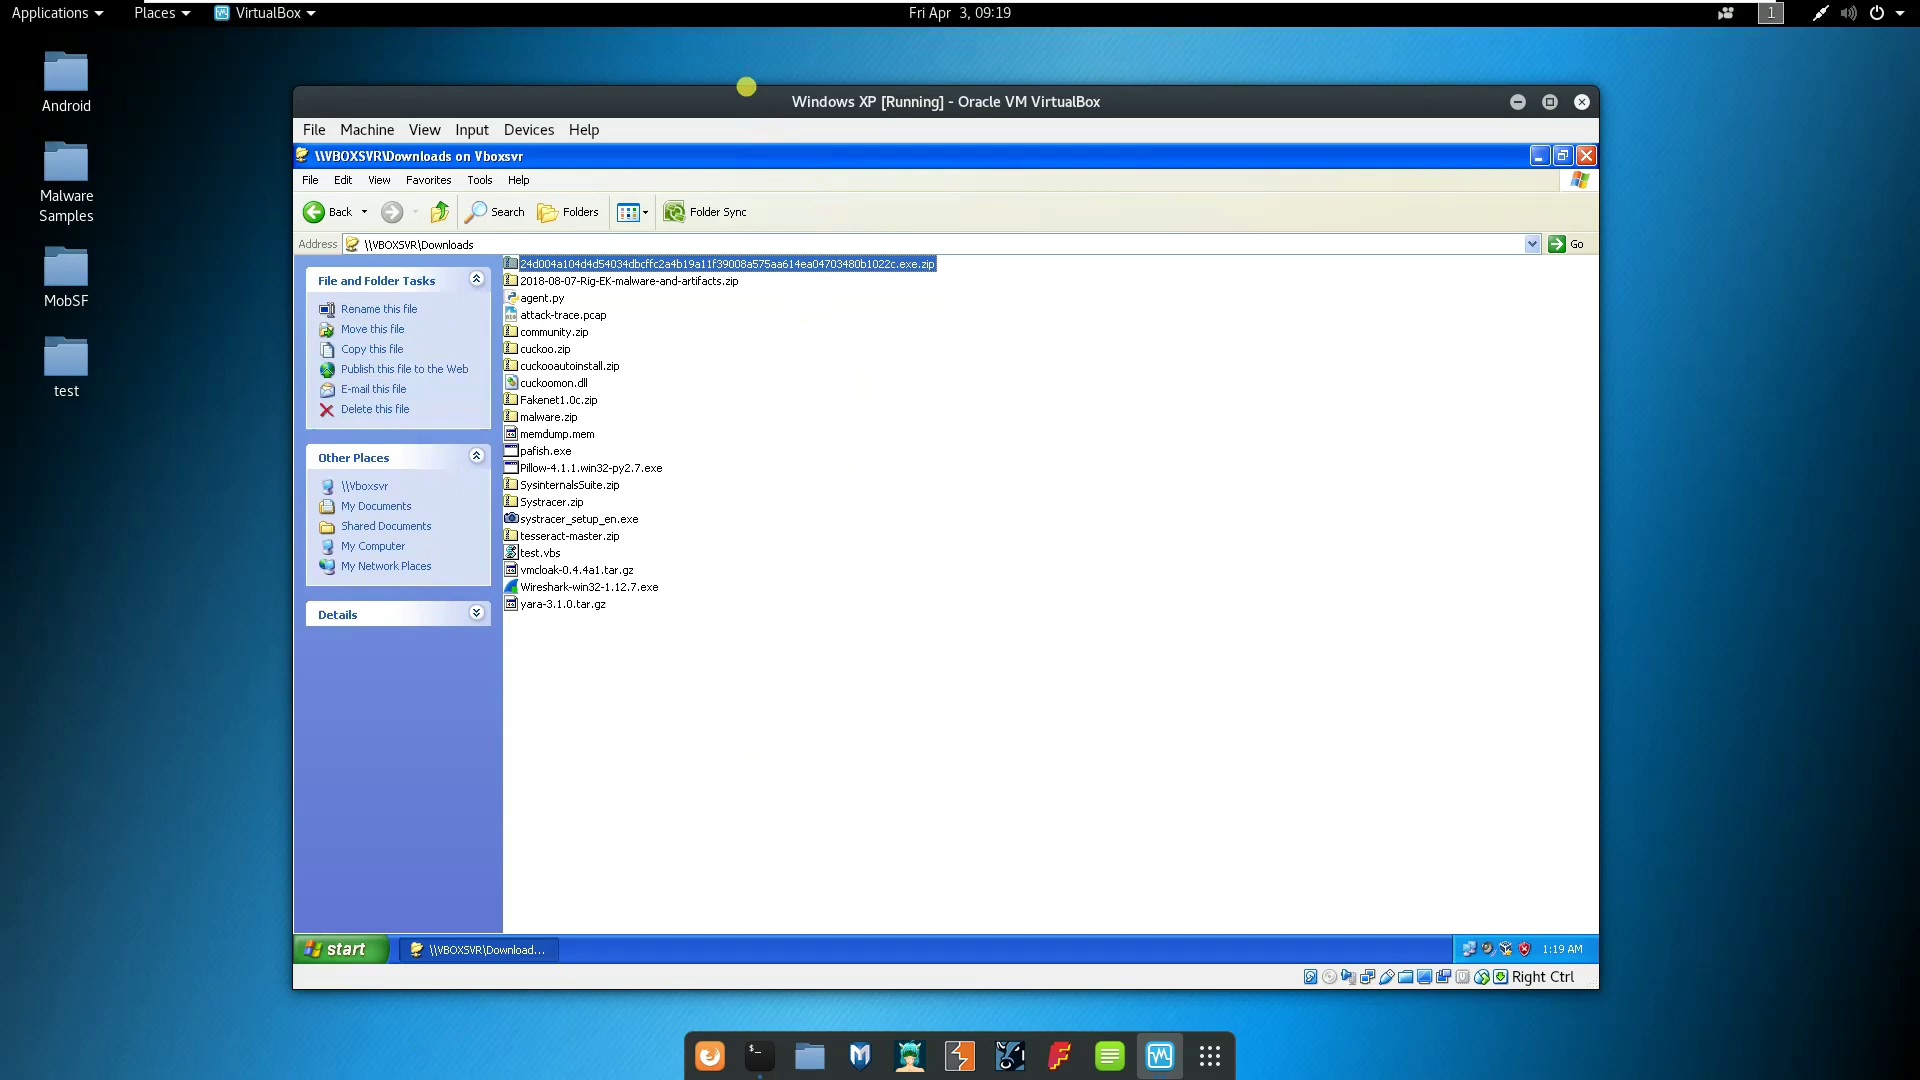 Applications Places VirtualBox Fri Apr 3, 09:19 1
Android
Malware
Samples
MobSF
test
Windows XP [Running] - Oracle VM VirtualBox
File Machine View Input Devices Help
\\VBOXSVR\Downloads on Vboxsvr
File Edit View Favorites Tools Help
Back Search Folders Folder Sync
Address \\VBOXSVR\Downloads Go
File and Folder Tasks
Rename this file
Move this file
Copy this file
Publish this file to the Web
E-mail this file
Delete this file
Other Places
\\Vboxsvr
My Documents
Shared Documents
My Computer
My Network Places
Details
24d004a104d4d54034dbcffc2a4b19a11f39008a575aa614ea04703480b1022c.exe.zip
2018-08-07-Rig-EK-malware-and-artifacts.zip
agent.py
attack-trace.pcap
community.zip
cuckoo.zip
cuckooautoinstall.zip
cuckoomon.dll
Fakenet1.0c.zip
malware.zip
memdump.mem
pafish.exe
Pillow-4.1.1.win32-py2.7.exe
SysinternalsSuite.zip
Systracer.zip
systracer_setup_en.exe
tesseract-master.zip
test.vbs
vmcloak-0.4.4a1.tar.gz
Wireshark-win32-1.12.7.exe
yara-3.1.0.tar.gz
start \\VBOXSVR\Download... 1:19 AM
Right Ctrl